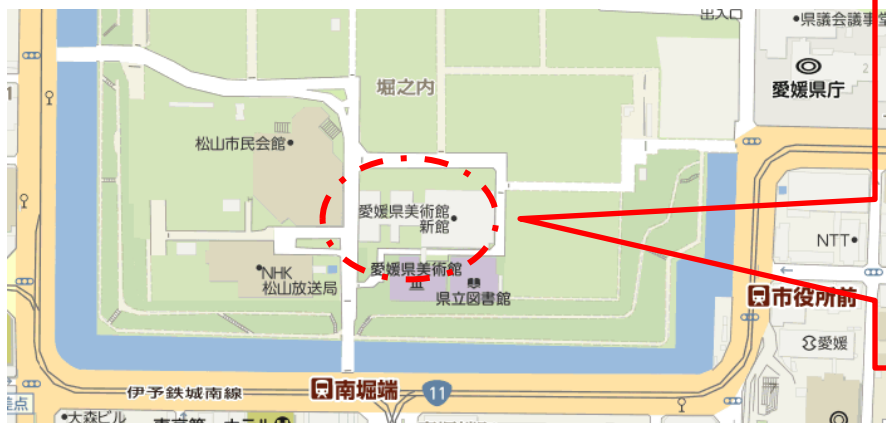 出入口
県議会議事堂
愛媛県庁
堀之内
松山市民会館
愛媛県美術館
新館
NTT
NHK
松山放送局
愛媛県美術館
県立図書館
市役所前
愛媛
伊予鉄城南線
南堀端
11
差点
大森ビル